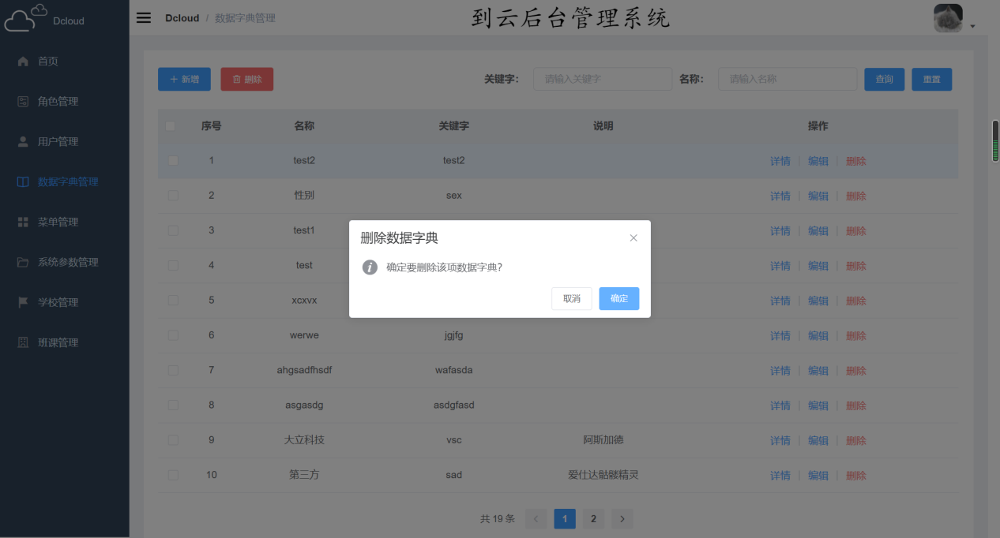 Dcloud
Dcloud / 数据字典管理
到云后台管理系统
首页
角色管理
用户管理
数据字典管理
菜单管理
系统参数管理
学校管理
班课管理
新增 删除 关键字： 请输入关键字 名称： 请输入名称 查询 重置
序号 名称 关键字 说明 操作
1 test2 test2 详情 编辑 删除
2 性别 sex 详情 编辑 删除
3 test1 详情 编辑 删除
4 test 详情 编辑 删除
5 xcxvx 详情 编辑 删除
6 werwe jgjfg 详情 编辑 删除
7 ahgsadfhsdf wafasda 详情 编辑 删除
8 asgasdg asdgfasd 详情 编辑 删除
9 大立科技 vsc 阿斯加德 详情 编辑 删除
10 第三方 sad 爱仕达骷髅精灵 详情 编辑 删除
删除数据字典
确定要删除该项数据字典?
取消 确定
共 19 条 1 2